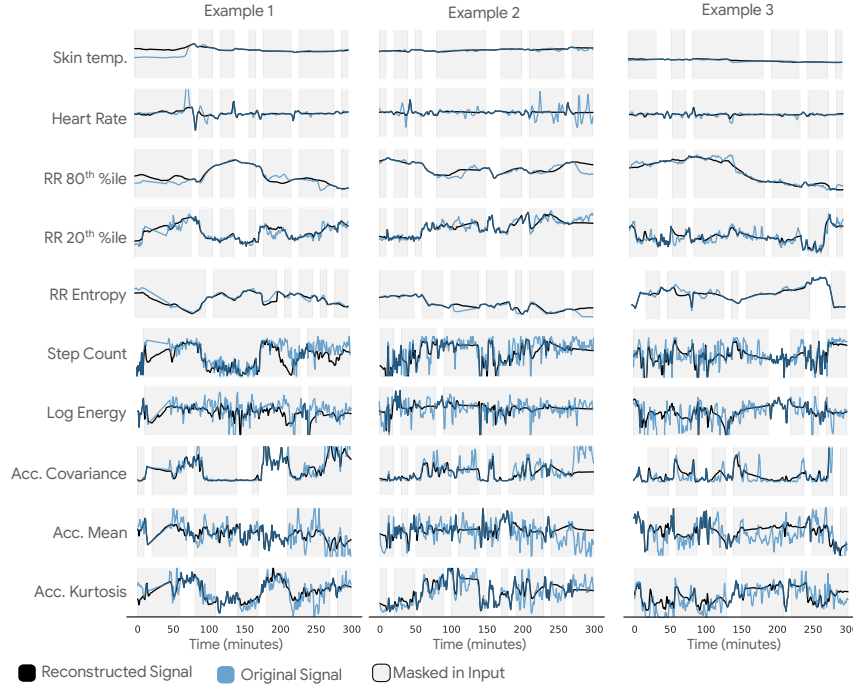 Example 1 Example 2 Example 3
Skin temp.
Heart Rate
RR 80th %ile
RR 20th %ile
RR Entropy
Step Count
Log Energy
Acc. Covariance
Acc. Mean
Acc. Kurtosis
0 50 100 150 200 250 300 0 50 100 150 200 250 300 0 50 100 150 200 250 300
Time (minutes) Time (minutes) Time (minutes)
Reconstructed Signal Original Signal Masked in Input